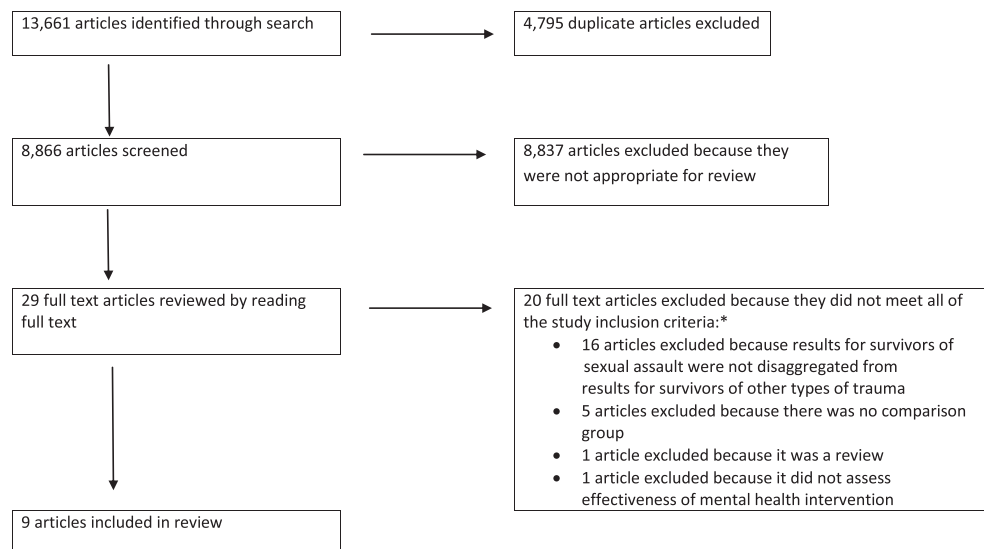 13,661 articles identified through search
4,795 duplicate articles excluded
8,866 articles screened
8,837 articles excluded because they
were not appropriate for review
29 full text articles reviewed by reading
full text
20 full text articles excluded because they did not meet all of
the study inclusion criteria:*
• 16 articles excluded because results for survivors of
sexual assault were not disaggregated from
results for survivors of other types of trauma
• 5 articles excluded because there was no comparison
group
• 1 article excluded because it was a review
• 1 article excluded because it did not assess
effectiveness of mental health intervention
9 articles included in review